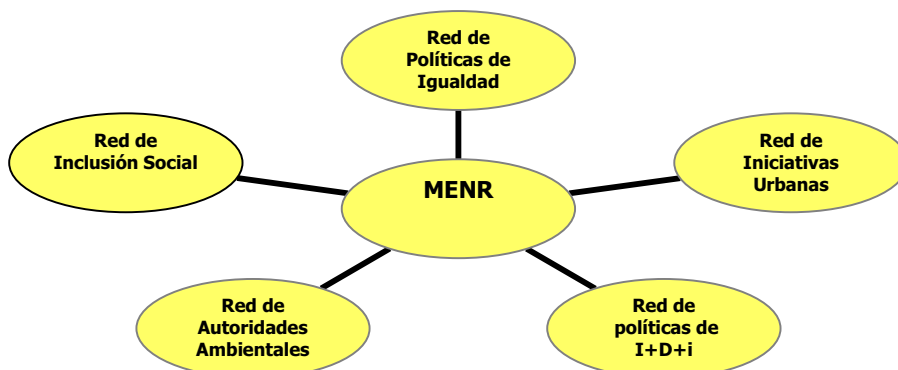 Red de
Políticas de
Igualdad
Red de
Inclusión Social
Red de
Iniciativas
Urbanas
MENR
Red de
Autoridades
Ambientales
Red de
políticas de
I+D+i